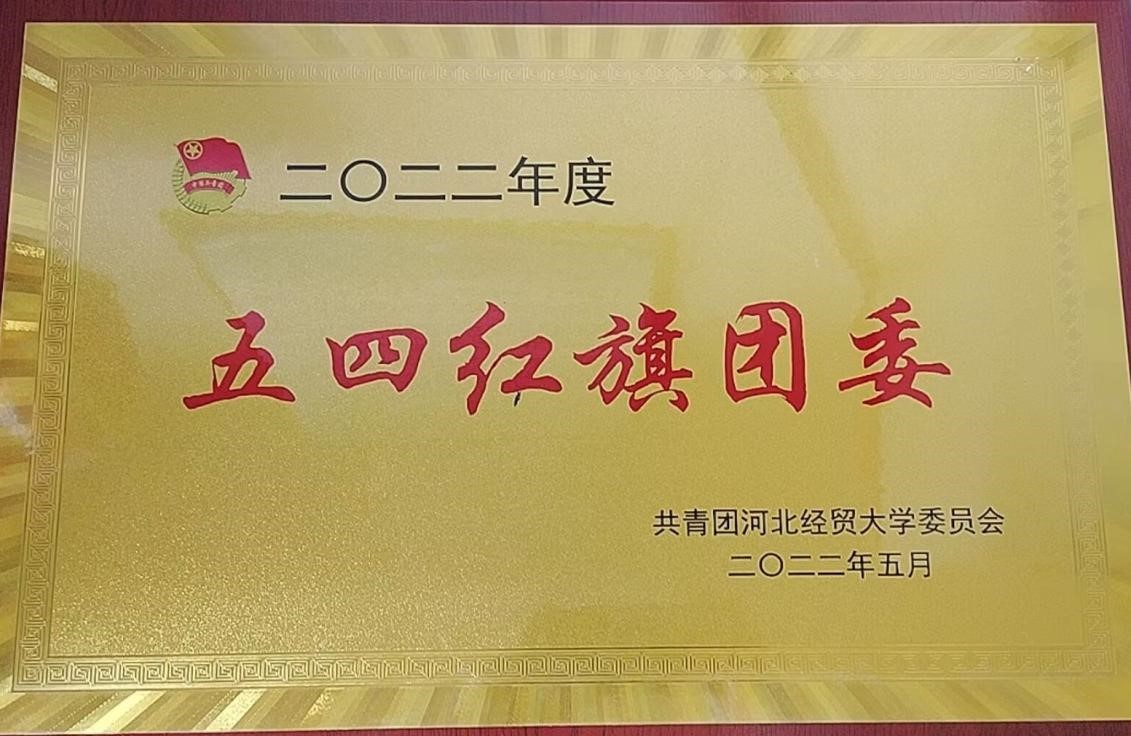 二〇二二年度
五四红旗团委
共青团河北经贸大学委员会
二〇二二年五月